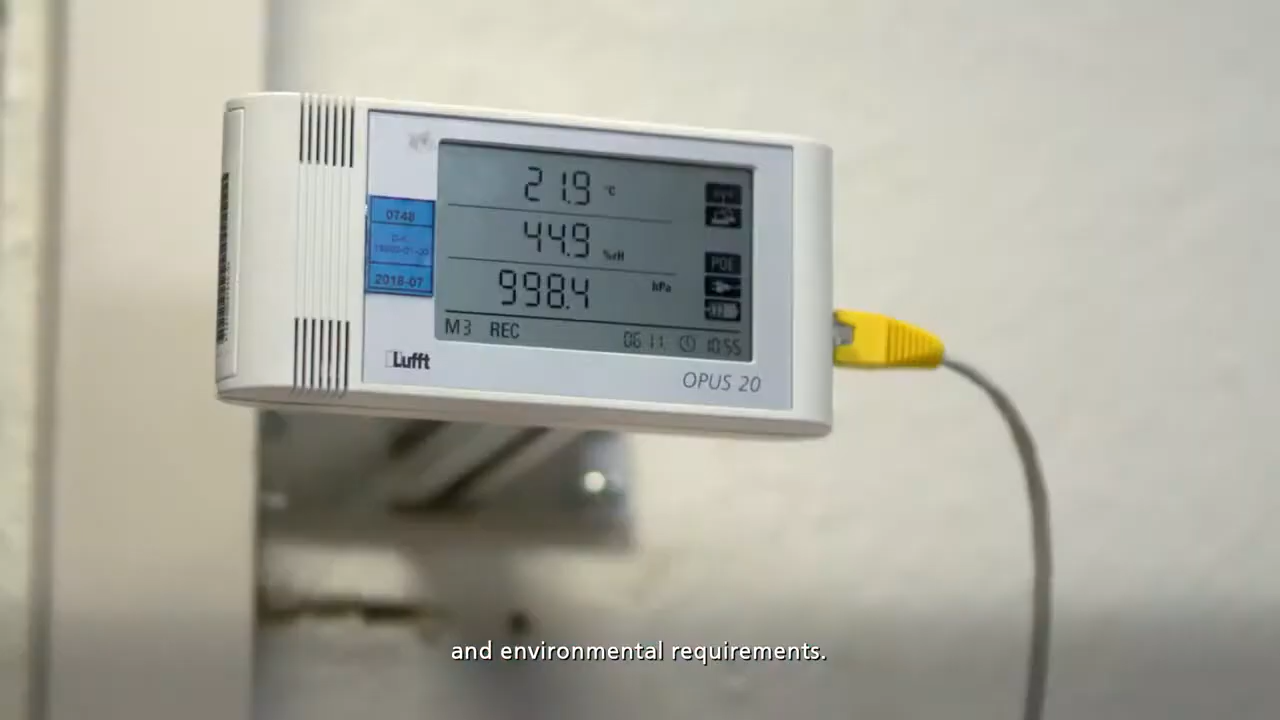 21.9 °C
44.9 %rH
998.4 hPa
POE
M3 REC 06.11 10:55
0748
2018-07
Lufft
OPUS 20
and environmental requirements.